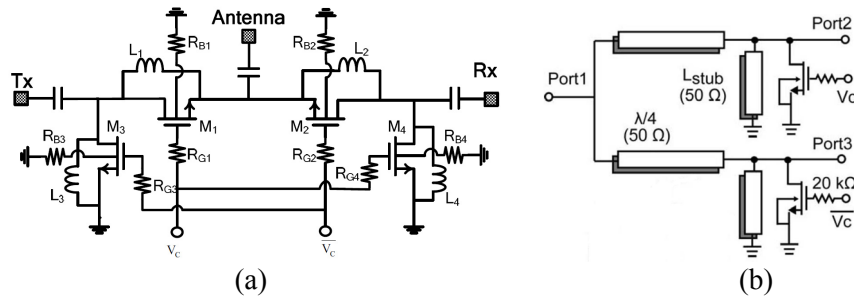 Antenna
L1
RB1
RB2
L2
Tx
Rx
M1
M2
RB3
M3
M4
RB4
RG1
RG2
RG3
RG4
L3
L4
Vc
Vc
(a)
Port2
Port1
Lstub
(50 Ω)
Vc
λ/4
(50 Ω)
Port3
20 kΩ
Vc
(b)